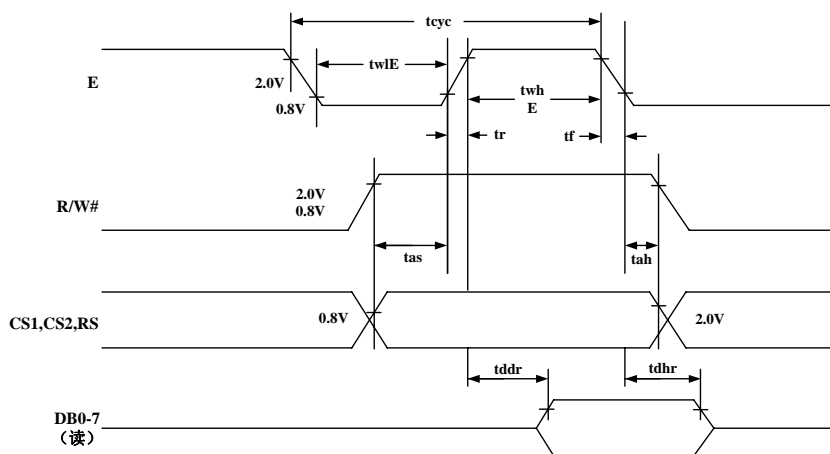 tcyc
twlE
E
2.0V
0.8V
twh
E
tr
tf
R/W#
2.0V
0.8V
tas
tah
CS1,CS2,RS
0.8V
2.0V
tddr
tdhr
DB0-7
（读）